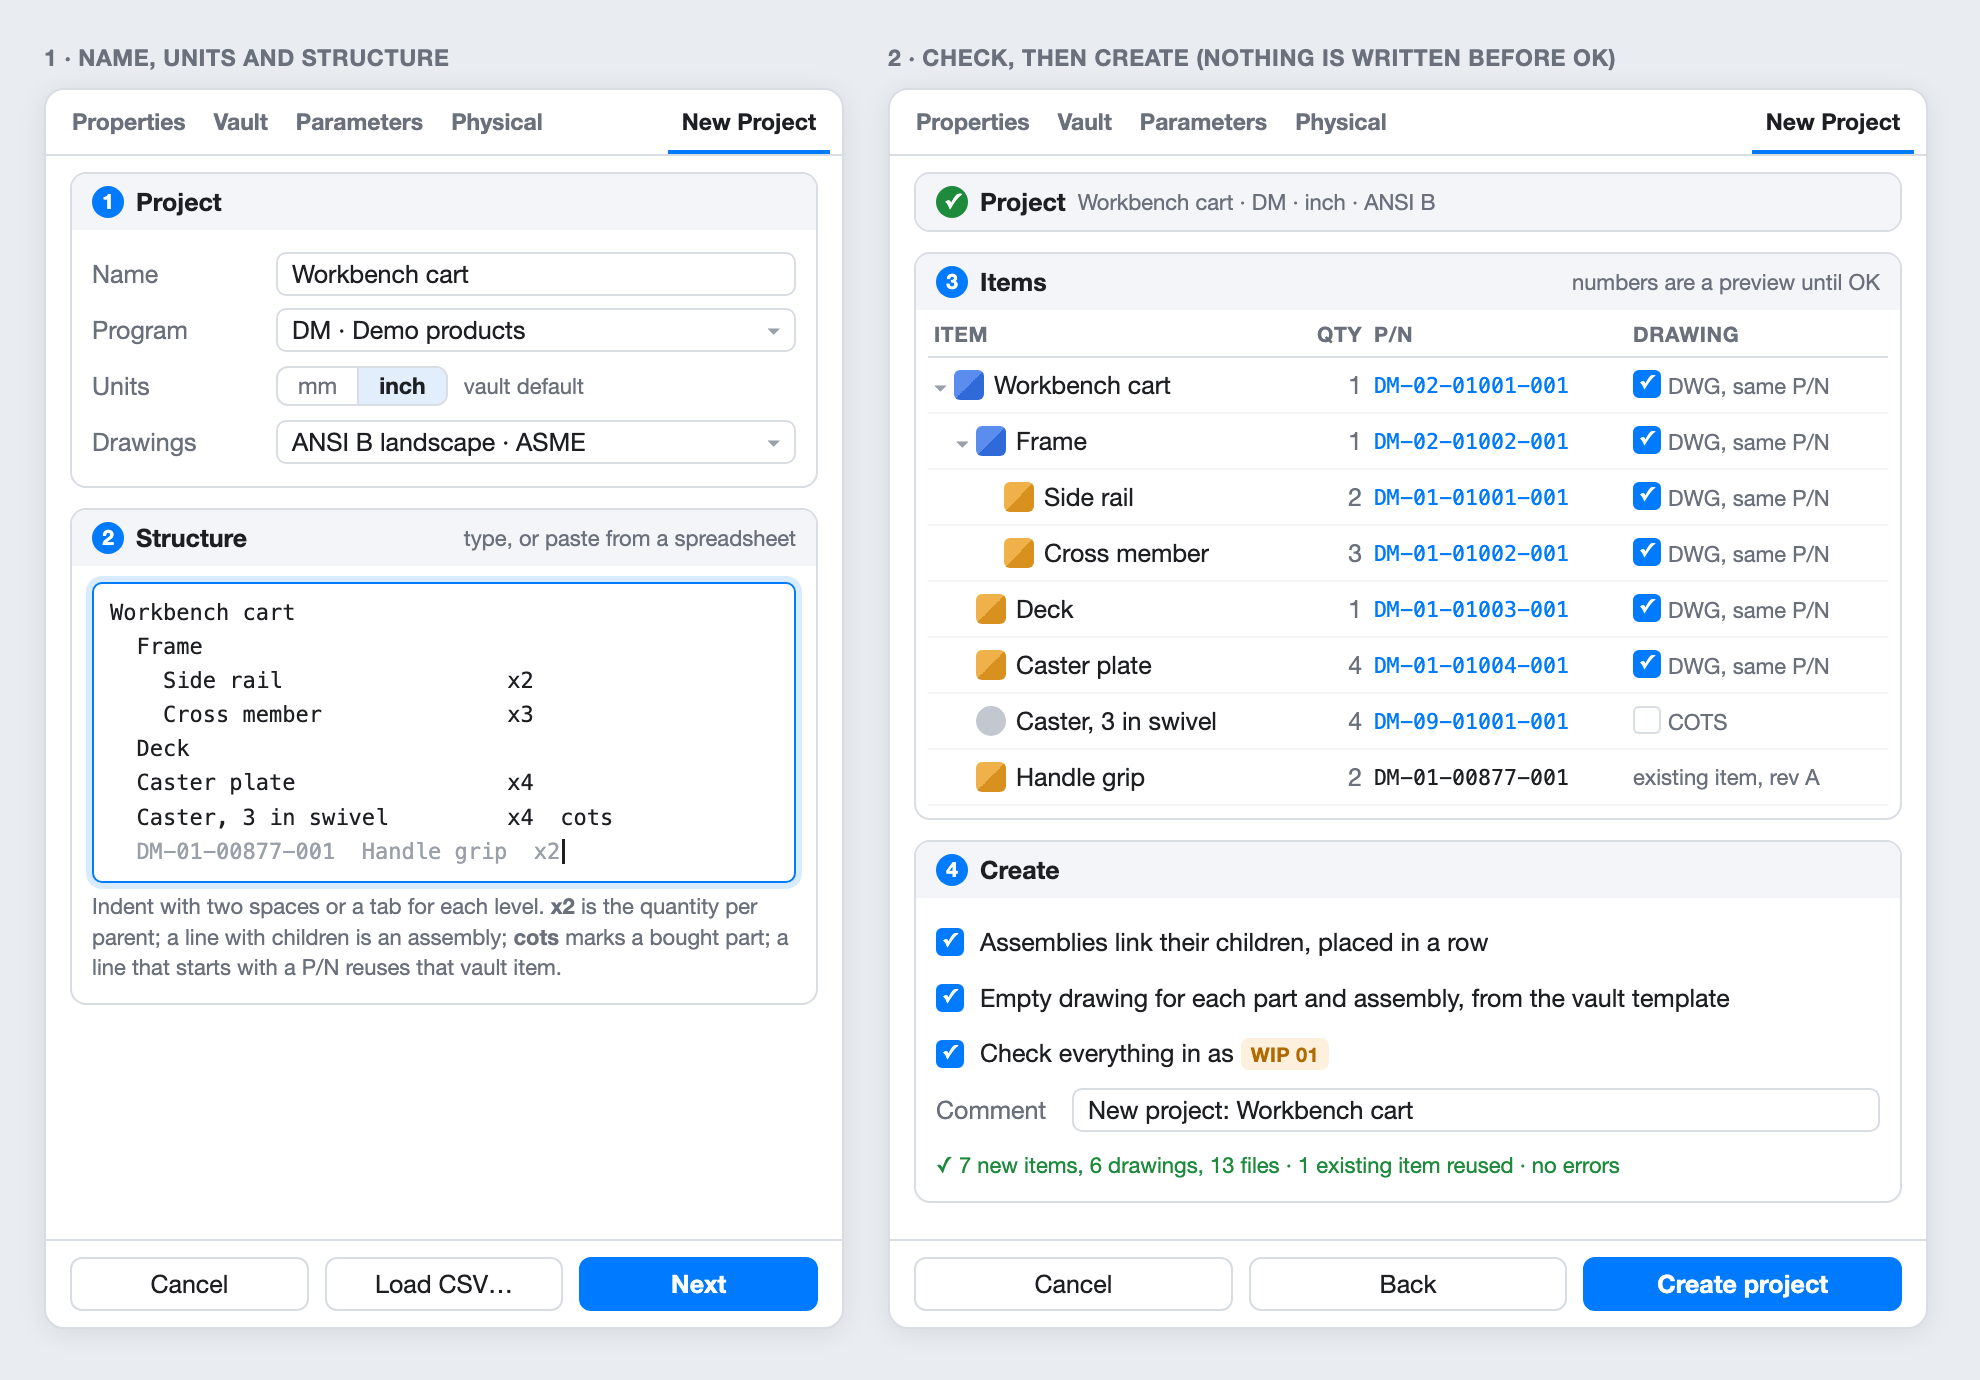 1 · NAME, UNITS AND STRUCTURE
Properties Vault Parameters Physical New Project
1 Project
Name Workbench cart
Program DM · Demo products
Units mm inch vault default
Drawings ANSI B landscape · ASME
2 Structure type, or paste from a spreadsheet
Workbench cart
Frame
Side rail x2
Cross member x3
Deck
Caster plate x4
Caster, 3 in swivel x4 cots
DM-01-00877-001 Handle grip x2
Indent with two spaces or a tab for each level. x2 is the quantity per
parent; a line with children is an assembly; cots marks a bought part; a
line that starts with a P/N reuses that vault item.
Cancel Load CSV... Next
2 · CHECK, THEN CREATE (NOTHING IS WRITTEN BEFORE OK)
Properties Vault Parameters Physical New Project
✓ Project Workbench cart · DM · inch · ANSI B
3 Items numbers are a preview until OK
ITEM QTY P/N DRAWING
Workbench cart 1 DM-02-01001-001 DWG, same P/N
Frame 1 DM-02-01002-001 DWG, same P/N
Side rail 2 DM-01-01001-001 DWG, same P/N
Cross member 3 DM-01-01002-001 DWG, same P/N
Deck 1 DM-01-01003-001 DWG, same P/N
Caster plate 4 DM-01-01004-001 DWG, same P/N
Caster, 3 in swivel 4 DM-09-01001-001 COTS
Handle grip 2 DM-01-00877-001 existing item, rev A
4 Create
Assemblies link their children, placed in a row
Empty drawing for each part and assembly, from the vault template
Check everything in as WIP 01
Comment New project: Workbench cart
✓ 7 new items, 6 drawings, 13 files · 1 existing item reused · no errors
Cancel Back Create project